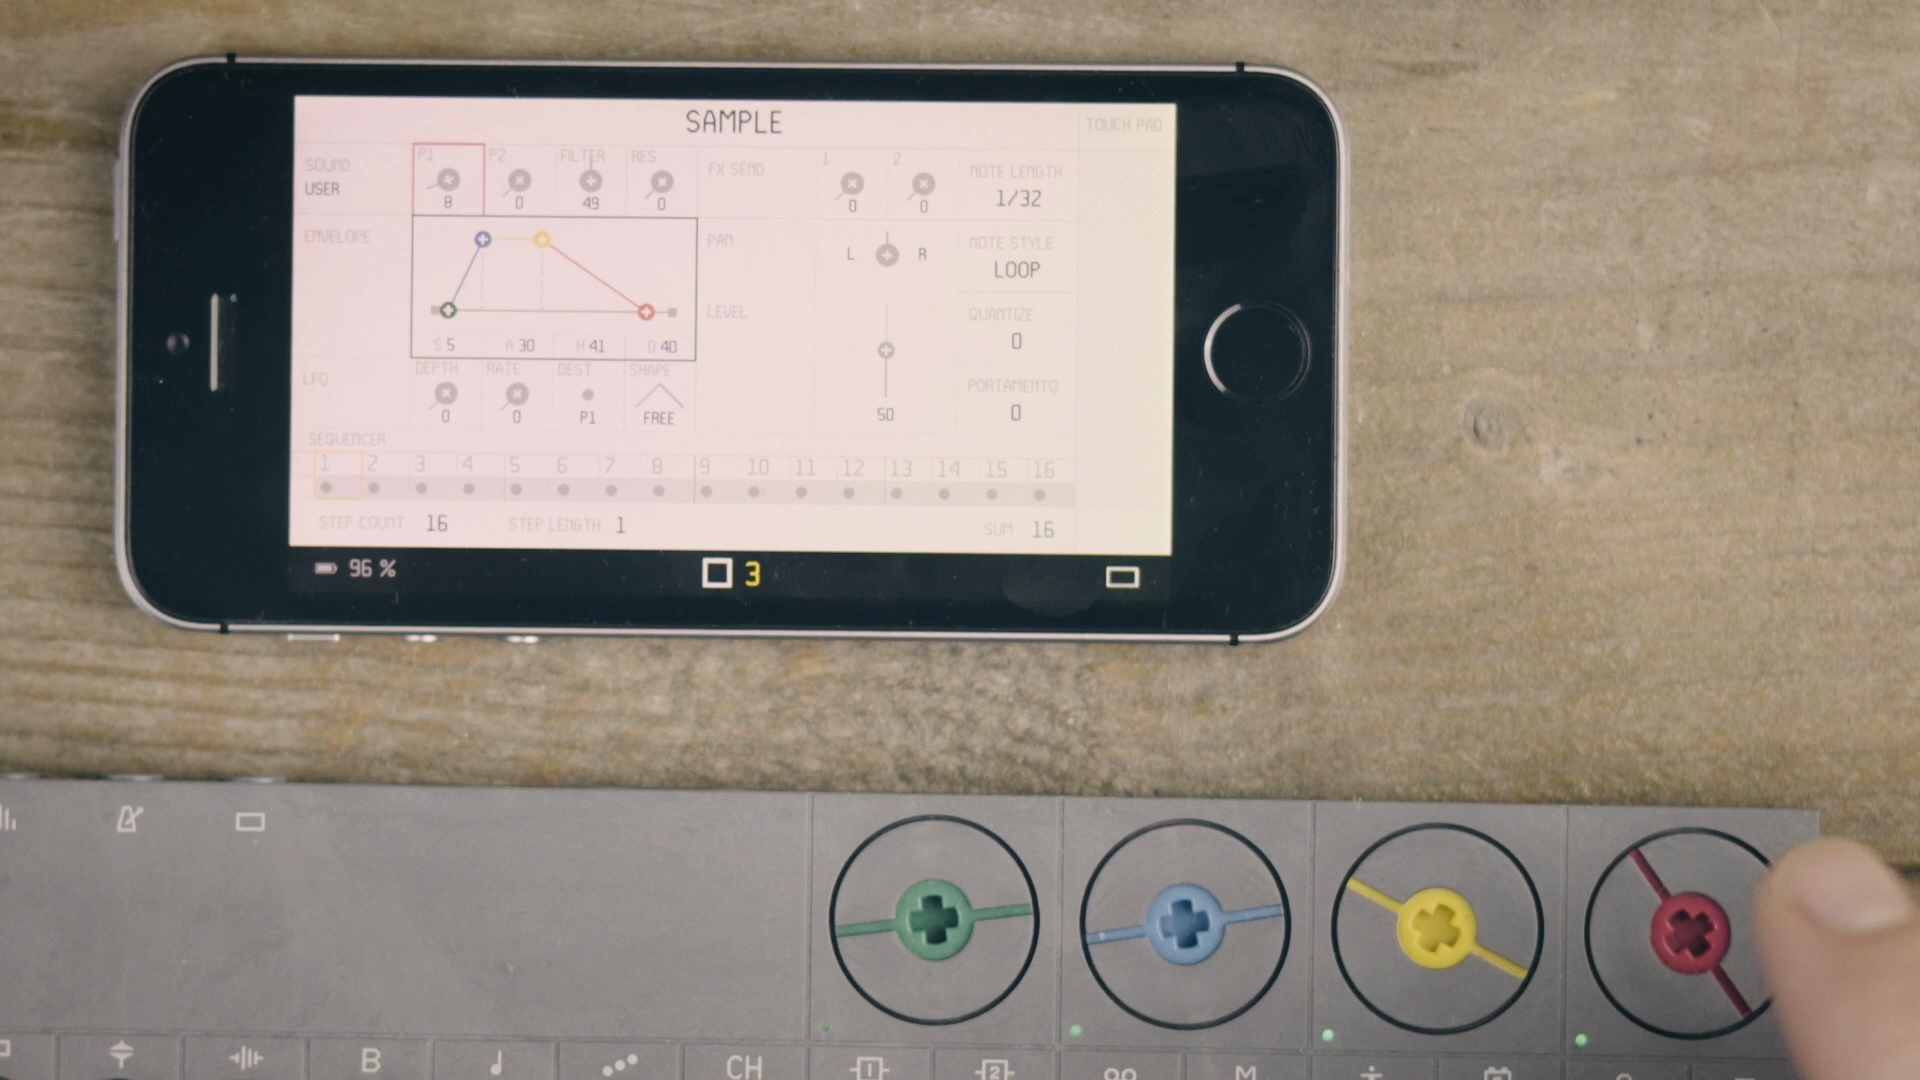 SAMPLE
TOUCH PAD
SOUND
USER
P1
8
P2
0
FILTER
49
RES
0
FX SEND
1
0
2
0
NOTE LENGTH
1/32
ENVELOPE
S 5
A 30
H 41
D 40
PAN
L
R
NOTE STYLE
LOOP
LEVEL
50
QUANTIZE
0
LFO
DEPTH
0
RATE
0
DEST
P1
SHAPE
FREE
PORTAMENTO
0
SEQUENCER
1 2 3 4 5 6 7 8 9 10 11 12 13 14 15 16
STEP COUNT 16
STEP LENGTH 1
SUM 16
96 %
3
B
CH
1
2
M